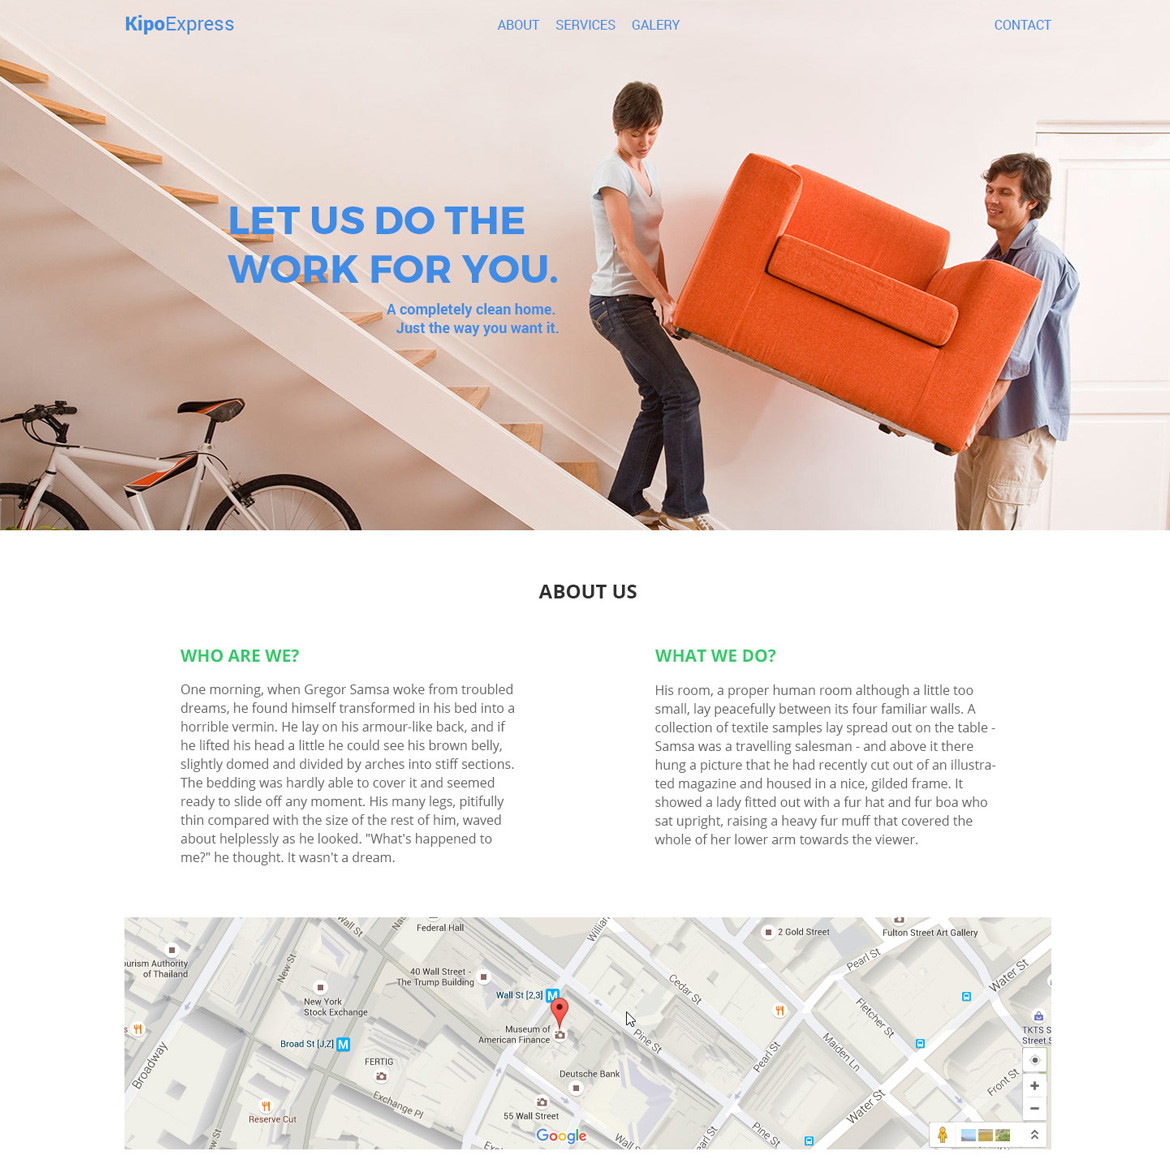 KipoExpress
ABOUT SERVICES GALERY
CONTACT
LET US DO THE
WORK FOR YOU.
A completely clean home.
Just the way you want it.
ABOUT US
WHO ARE WE?
One morning, when Gregor Samsa woke from troubled
dreams, he found himself transformed in his bed into a
horrible vermin. He lay on his armour-like back, and if
he lifted his head a little he could see his brown belly,
slightly domed and divided by arches into stiff sections.
The bedding was hardly able to cover it and seemed
ready to slide off any moment. His many legs, pitifully
thin compared with the size of the rest of him, waved
about helplessly as he looked. "What's happened to
me?" he thought. It wasn't a dream.
WHAT WE DO?
His room, a proper human room although a little too
small, lay peacefully between its four familiar walls. A
collection of textile samples lay spread out on the table -
Samsa was a travelling salesman - and above it there
hung a picture that he had recently cut out of an illustra-
ted magazine and housed in a nice, gilded frame. It
showed a lady fitted out with a fur hat and fur boa who
sat upright, raising a heavy fur muff that covered the
whole of her lower arm towards the viewer.
Wall St
Federal Hall
2 Gold Street
Fulton Street Art Gallery
ourism Authority
of Thailand
New St
40 Wall Street -
The Trump Building
Pearl St
Water St
Cedar St
New York
Stock Exchange
Wall St [2,3] M
Fletcher St
Museum of
American Finance
Pine St
TKTS
Street S
Broad St [J,Z] M
Maiden Ln
Broadway
FERTIG
Pearl St
Deutsche Bank
Front St
Exchange Pl
55 Wall Street
Water St
Reserve Cut
Google
Wall St
Pearl St
Pine St
+
−